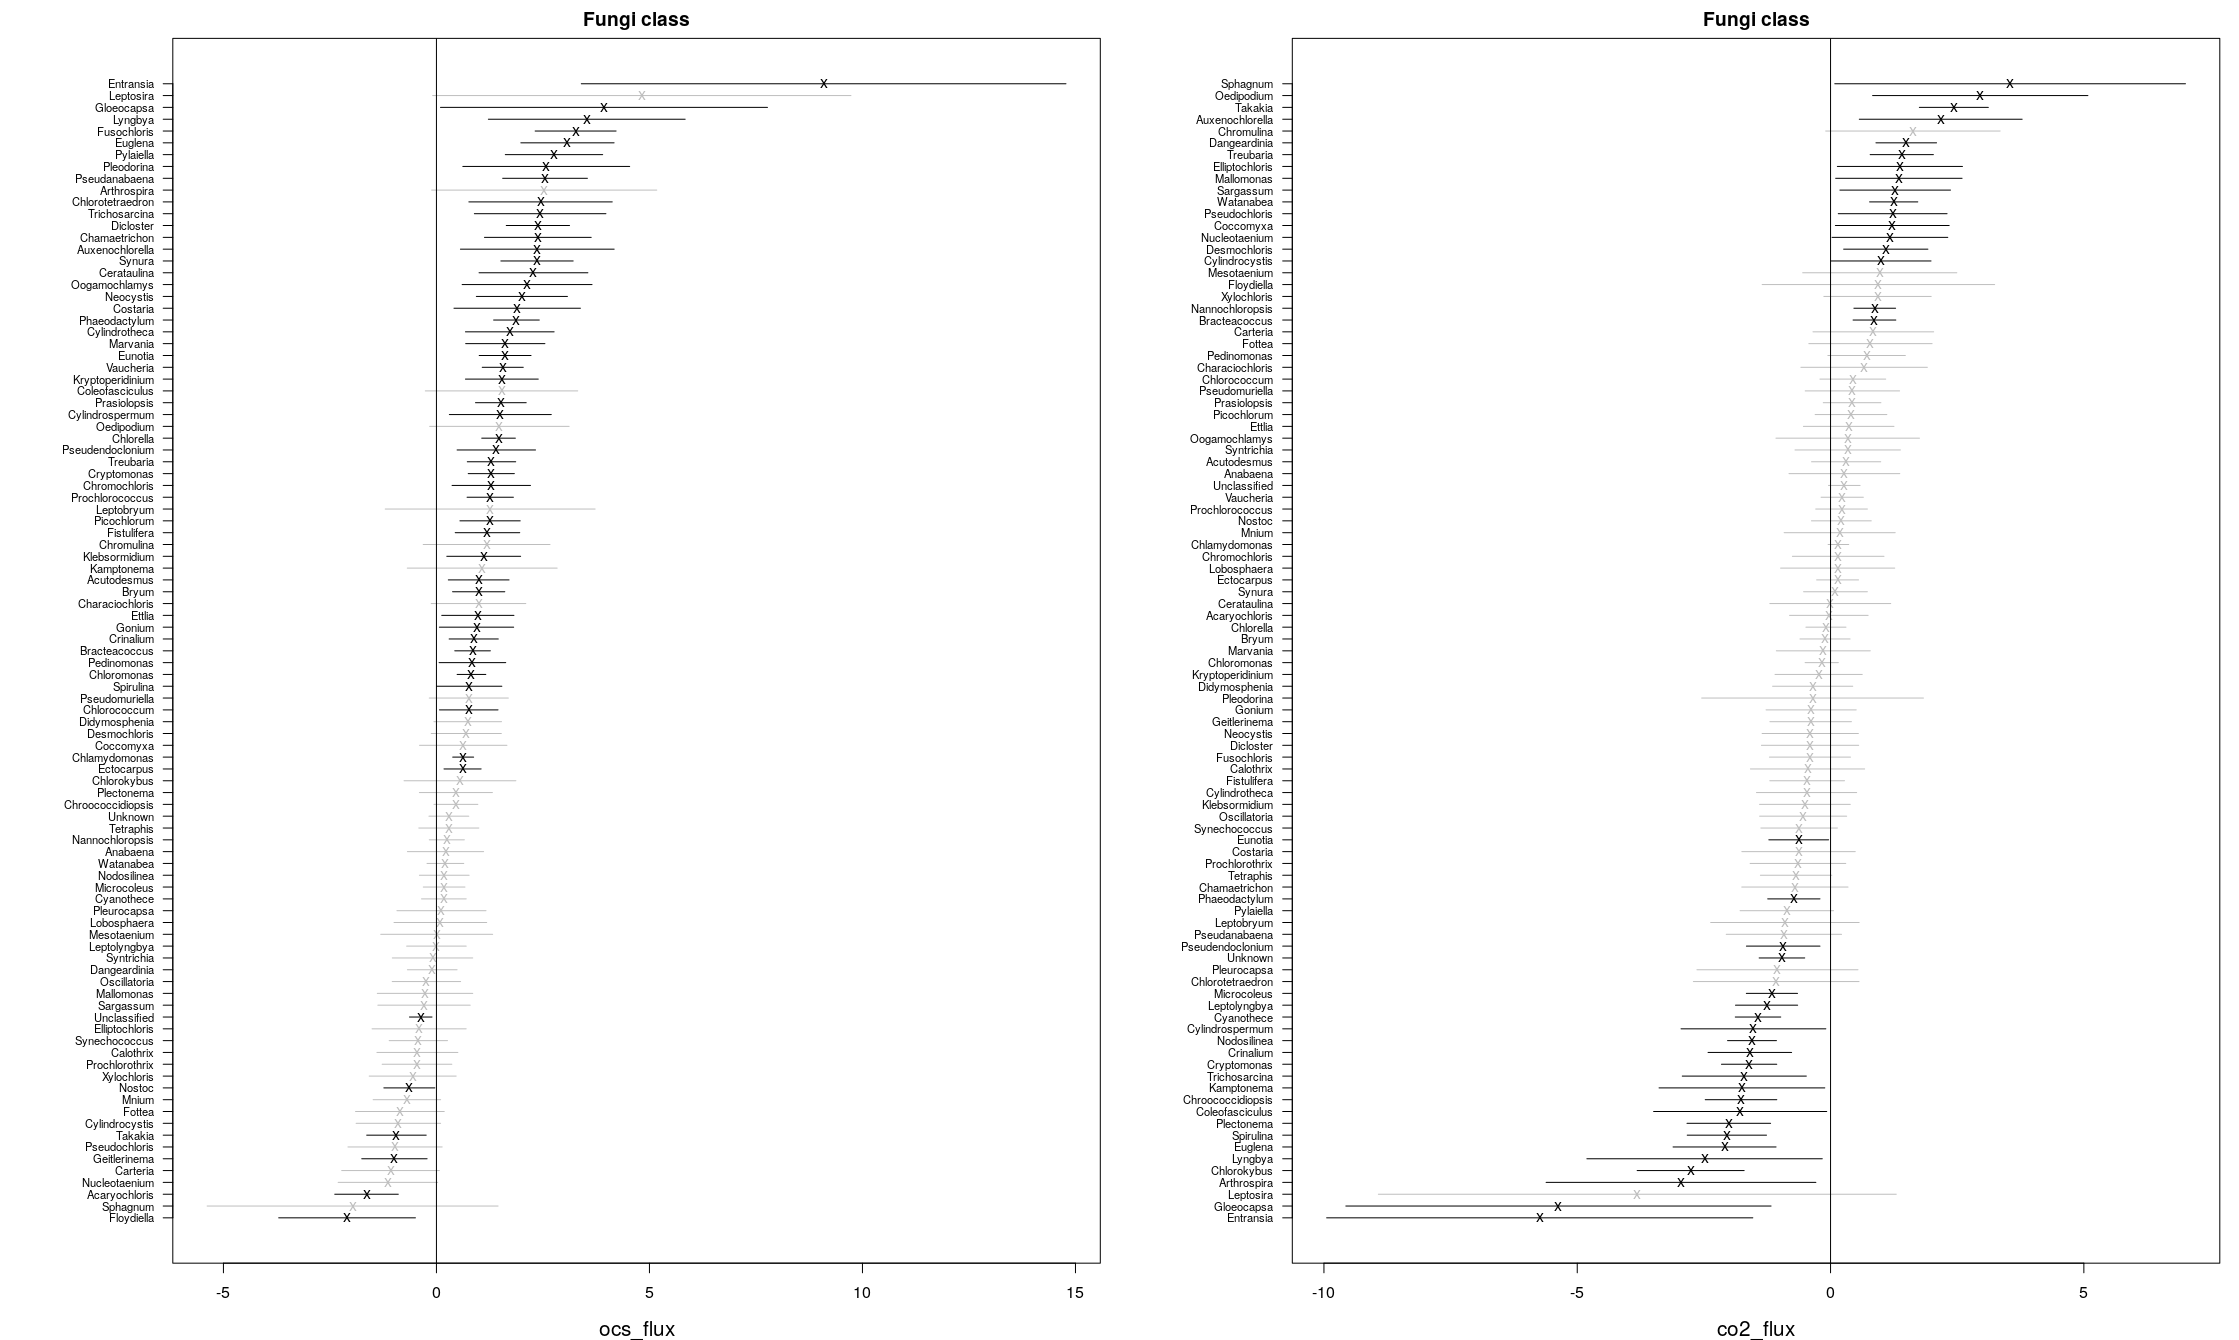 Fungi class
Entransia
Leptosira
Gloeocapsa
Lyngbya
Fusochloris
Euglena
Pylaiella
Pleodorina
Pseudanabaena
Arthrospira
Chlorotetraedron
Trichosarcina
Dicloster
Chamaetrichon
Auxenochlorella
Synura
Cerataulina
Oogamochlamys
Neocystis
Costaria
Phaeodactylum
Cylindrotheca
Marvania
Eunotia
Vaucheria
Kryptoperidinium
Coleofasciculus
Prasiolopsis
Cylindrospermum
Oedipodium
Chlorella
Pseudendoclonium
Treubaria
Cryptomonas
Chromochloris
Prochlorococcus
Leptobryum
Picochlorum
Fistulifera
Chromulina
Klebsormidium
Kamptonema
Acutodesmus
Bryum
Characiochloris
Ettlia
Gonium
Crinalium
Bracteacoccus
Pedinomonas
Chloromonas
Spirulina
Pseudomuriella
Chlorococcum
Didymosphenia
Desmochloris
Coccomyxa
Chlamydomonas
Ectocarpus
Chlorokybus
Plectonema
Chroococcidiopsis
Unknown
Tetraphis
Nannochloropsis
Anabaena
Watanabea
Nodosilinea
Microcoleus
Cyanothece
Pleurocapsa
Lobosphaera
Mesotaenium
Leptolyngbya
Syntrichia
Dangeardinia
Oscillatoria
Mallomonas
Sargassum
Unclassified
Elliptochloris
Synechococcus
Calothrix
Prochlorothrix
Xylochloris
Nostoc
Mnium
Fottea
Cylindrocystis
Takakia
Pseudochloris
Geitlerinema
Carteria
Nucleotaenium
Acaryochloris
Sphagnum
Floydiella
-5 0 5 10 15
ocs_flux
Fungi class
Sphagnum
Oedipodium
Takakia
Auxenochlorella
Chromulina
Dangeardinia
Treubaria
Elliptochloris
Mallomonas
Sargassum
Watanabea
Pseudochloris
Coccomyxa
Nucleotaenium
Desmochloris
Cylindrocystis
Mesotaenium
Floydiella
Xylochloris
Nannochloropsis
Bracteacoccus
Carteria
Fottea
Pedinomonas
Characiochloris
Chlorococcum
Pseudomuriella
Prasiolopsis
Picochlorum
Ettlia
Oogamochlamys
Syntrichia
Acutodesmus
Anabaena
Unclassified
Vaucheria
Prochlorococcus
Nostoc
Mnium
Chlamydomonas
Chromochloris
Lobosphaera
Ectocarpus
Synura
Cerataulina
Acaryochloris
Chlorella
Bryum
Marvania
Chloromonas
Kryptoperidinium
Didymosphenia
Pleodorina
Gonium
Geitlerinema
Neocystis
Dicloster
Fusochloris
Calothrix
Fistulifera
Cylindrotheca
Klebsormidium
Oscillatoria
Synechococcus
Eunotia
Costaria
Prochlorothrix
Tetraphis
Chamaetrichon
Phaeodactylum
Pylaiella
Leptobryum
Pseudanabaena
Pseudendoclonium
Unknown
Pleurocapsa
Chlorotetraedron
Microcoleus
Leptolyngbya
Cyanothece
Cylindrospermum
Nodosilinea
Crinalium
Cryptomonas
Trichosarcina
Kamptonema
Chroococcidiopsis
Coleofasciculus
Plectonema
Spirulina
Euglena
Lyngbya
Chlorokybus
Arthrospira
Leptosira
Gloeocapsa
Entransia
-10 -5 0 5
co2_flux